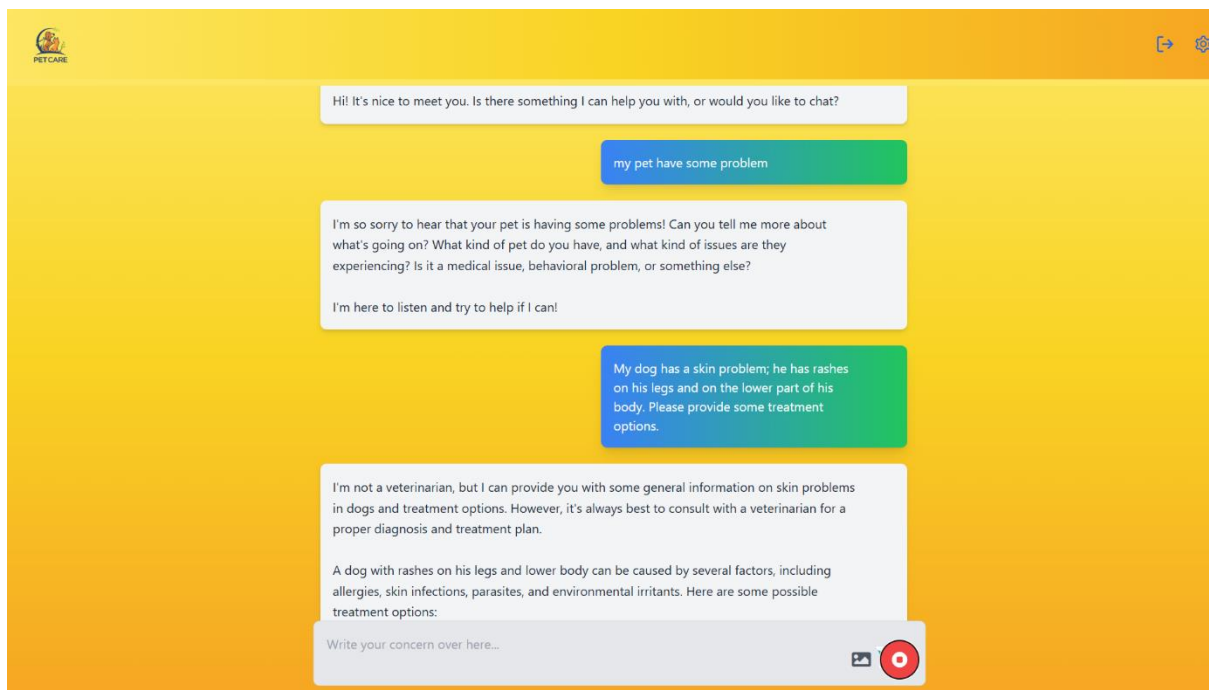 PET CARE
Hi! It's nice to meet you. Is there something I can help you with, or would you like to chat?
my pet have some problem
I'm so sorry to hear that your pet is having some problems! Can you tell me more about
what's going on? What kind of pet do you have, and what kind of issues are they
experiencing? Is it a medical issue, behavioral problem, or something else?
I'm here to listen and try to help if I can!
My dog has a skin problem; he has rashes
on his legs and on the lower part of his
body. Please provide some treatment
options.
I'm not a veterinarian, but I can provide you with some general information on skin problems
in dogs and treatment options. However, it's always best to consult with a veterinarian for a
proper diagnosis and treatment plan.
A dog with rashes on his legs and lower body can be caused by several factors, including
allergies, skin infections, parasites, and environmental irritants. Here are some possible
treatment options:
Write your concern over here...